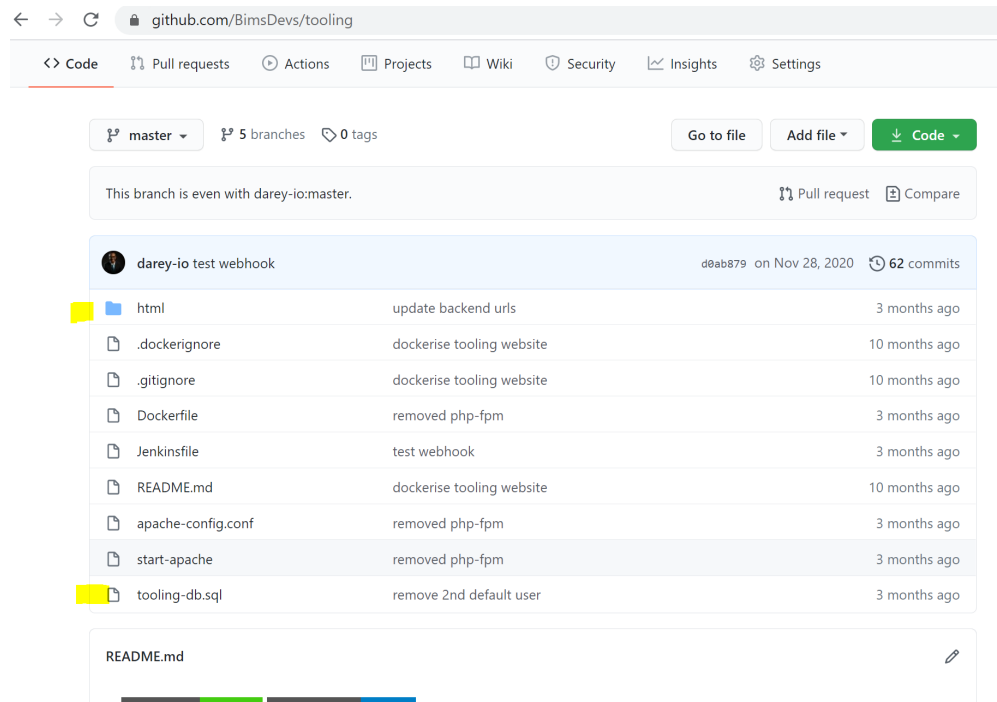 github.com/BimsDevs/tooling
Code Pull requests Actions Projects Wiki Security Insights Settings
master 5 branches 0 tags Go to file Add file Code
This branch is even with darey-io:master. Pull request Compare
darey-io test webhook d0ab879 on Nov 28, 2020 62 commits
html update backend urls 3 months ago
.dockerignore dockerise tooling website 10 months ago
.gitignore dockerise tooling website 10 months ago
Dockerfile removed php-fpm 3 months ago
Jenkinsfile test webhook 3 months ago
README.md dockerise tooling website 10 months ago
apache-config.conf removed php-fpm 3 months ago
start-apache removed php-fpm 3 months ago
tooling-db.sql remove 2nd default user 3 months ago
README.md